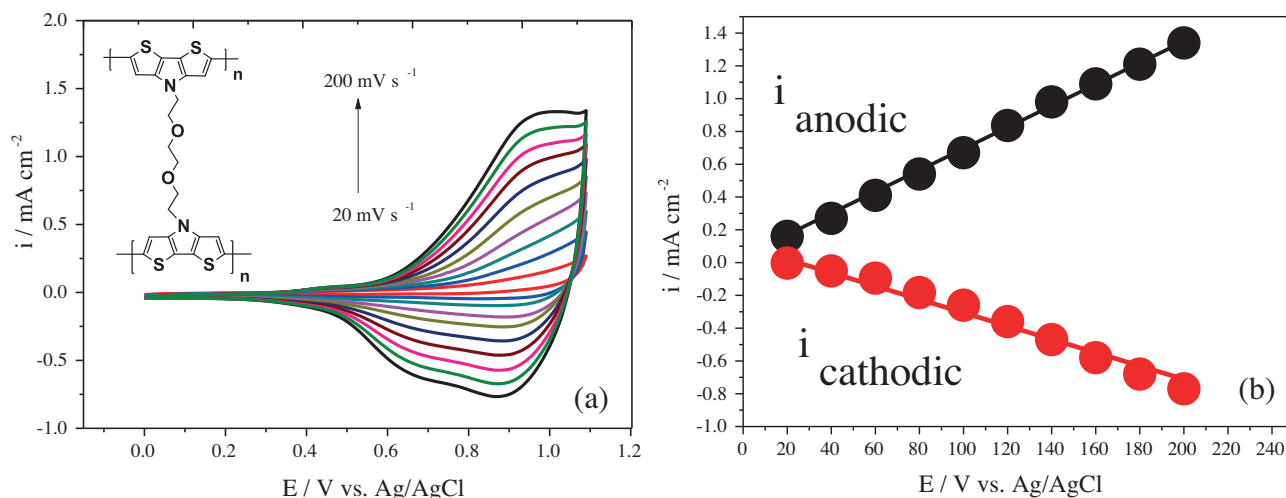 2.0
1.5
1.0
0.5
0.0
-0.5
-1.0
i / mA cm⁻²
S S
n
N
O
O
N
S S
n
200 mV s ⁻¹
20 mV s ⁻¹
(a)
0.0 0.2 0.4 0.6 0.8 1.0 1.2
E / V vs. Ag/AgCl
1.4
1.2
1.0
0.8
0.6
0.4
0.2
0.0
-0.2
-0.4
-0.6
-0.8
-1.0
i / mA cm⁻²
i anodic
i cathodic
(b)
0 20 40 60 80 100 120 140 160 180 200 220 240
E / V vs. Ag/AgCl